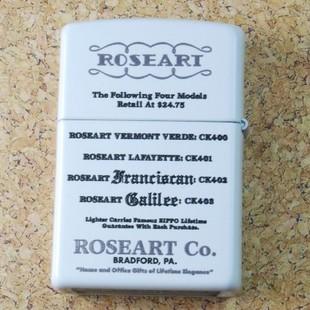 ROSEART
The Following Four Models
Retail At $24.75
ROSEART VERMONT VERDE: CK400
ROSEART LAFAYETTE: CK401
ROSEART Franciscan: CK402
ROSEART Galilee: CK403
Lighter Carries Famous ZIPPO Lifetime
Guarantee With Each Purchase.
ROSEART Co.
BRADFORD, PA.
"Home and Office Gifts of Lifetime Elegance"